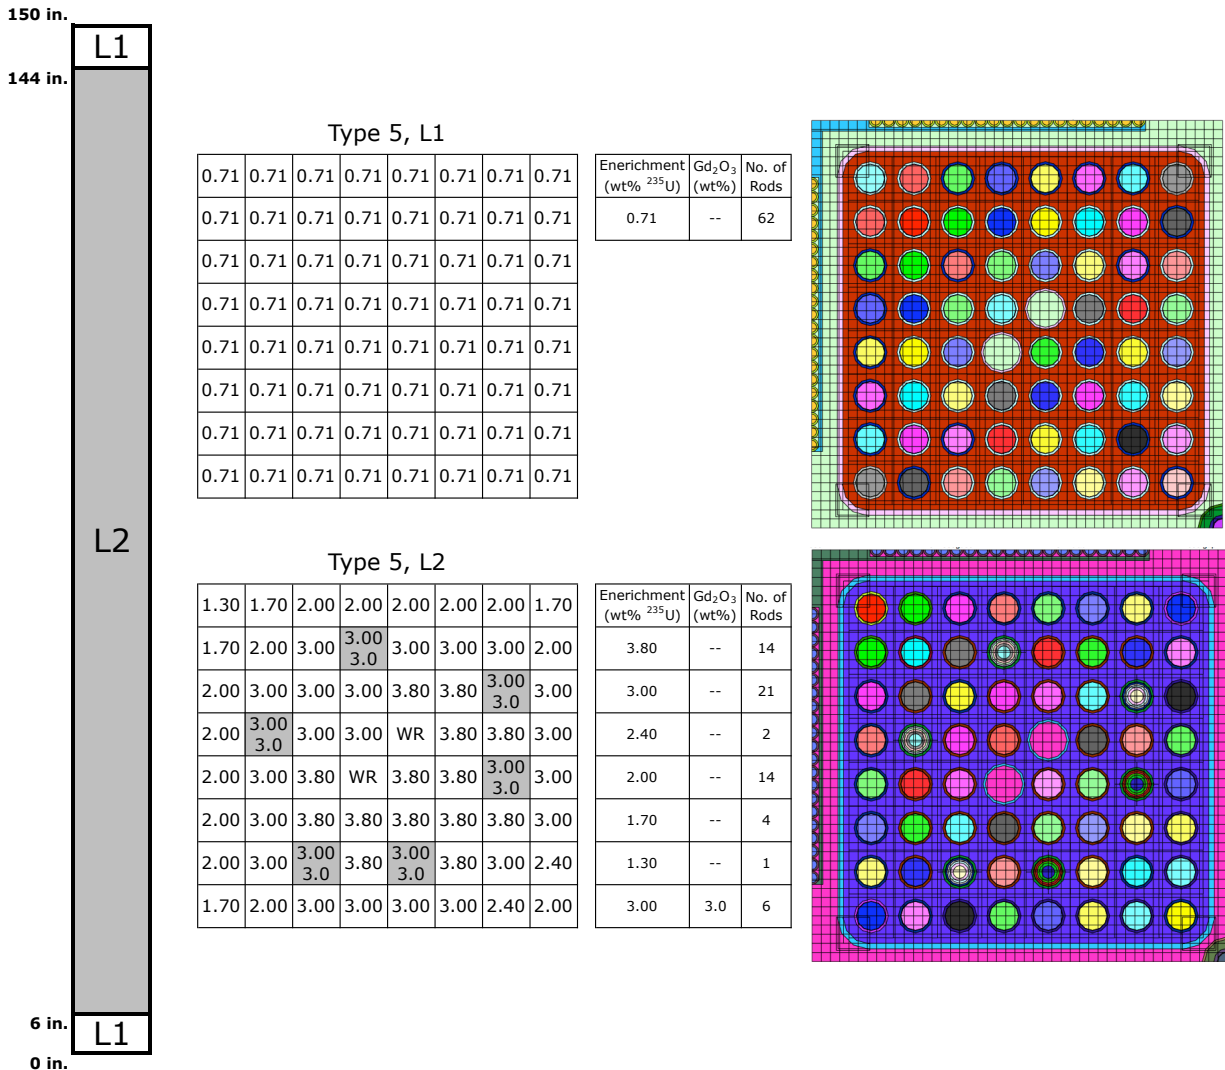 150 in.
L1
144 in.
L2
6 in.
L1
0 in.
Type 5, L1
0.71 0.71 0.71 0.71 0.71 0.71 0.71 0.71
0.71 0.71 0.71 0.71 0.71 0.71 0.71 0.71
0.71 0.71 0.71 0.71 0.71 0.71 0.71 0.71
0.71 0.71 0.71 0.71 0.71 0.71 0.71 0.71
0.71 0.71 0.71 0.71 0.71 0.71 0.71 0.71
0.71 0.71 0.71 0.71 0.71 0.71 0.71 0.71
0.71 0.71 0.71 0.71 0.71 0.71 0.71 0.71
0.71 0.71 0.71 0.71 0.71 0.71 0.71 0.71
Enerichment Gd₂O₃ No. of
(wt% ²³⁵U) (wt%) Rods
0.71 -- 62
Type 5, L2
1.30 1.70 2.00 2.00 2.00 2.00 2.00 1.70
1.70 2.00 3.00 3.00 3.00 3.00 3.00 2.00
3.0
2.00 3.00 3.00 3.00 3.80 3.80 3.00 3.00
3.0
2.00 3.00 3.00 3.00 WR 3.80 3.80 3.00
3.0
2.00 3.00 3.80 WR 3.80 3.80 3.00 3.00
3.0
2.00 3.00 3.80 3.80 3.80 3.80 3.80 3.00
2.00 3.00 3.00 3.80 3.00 3.80 3.00 2.40
3.0 3.0
1.70 2.00 3.00 3.00 3.00 3.00 2.40 2.00
Enerichment Gd₂O₃ No. of
(wt% ²³⁵U) (wt%) Rods
3.80 -- 14
3.00 -- 21
2.40 -- 2
2.00 -- 14
1.70 -- 4
1.30 -- 1
3.00 3.0 6